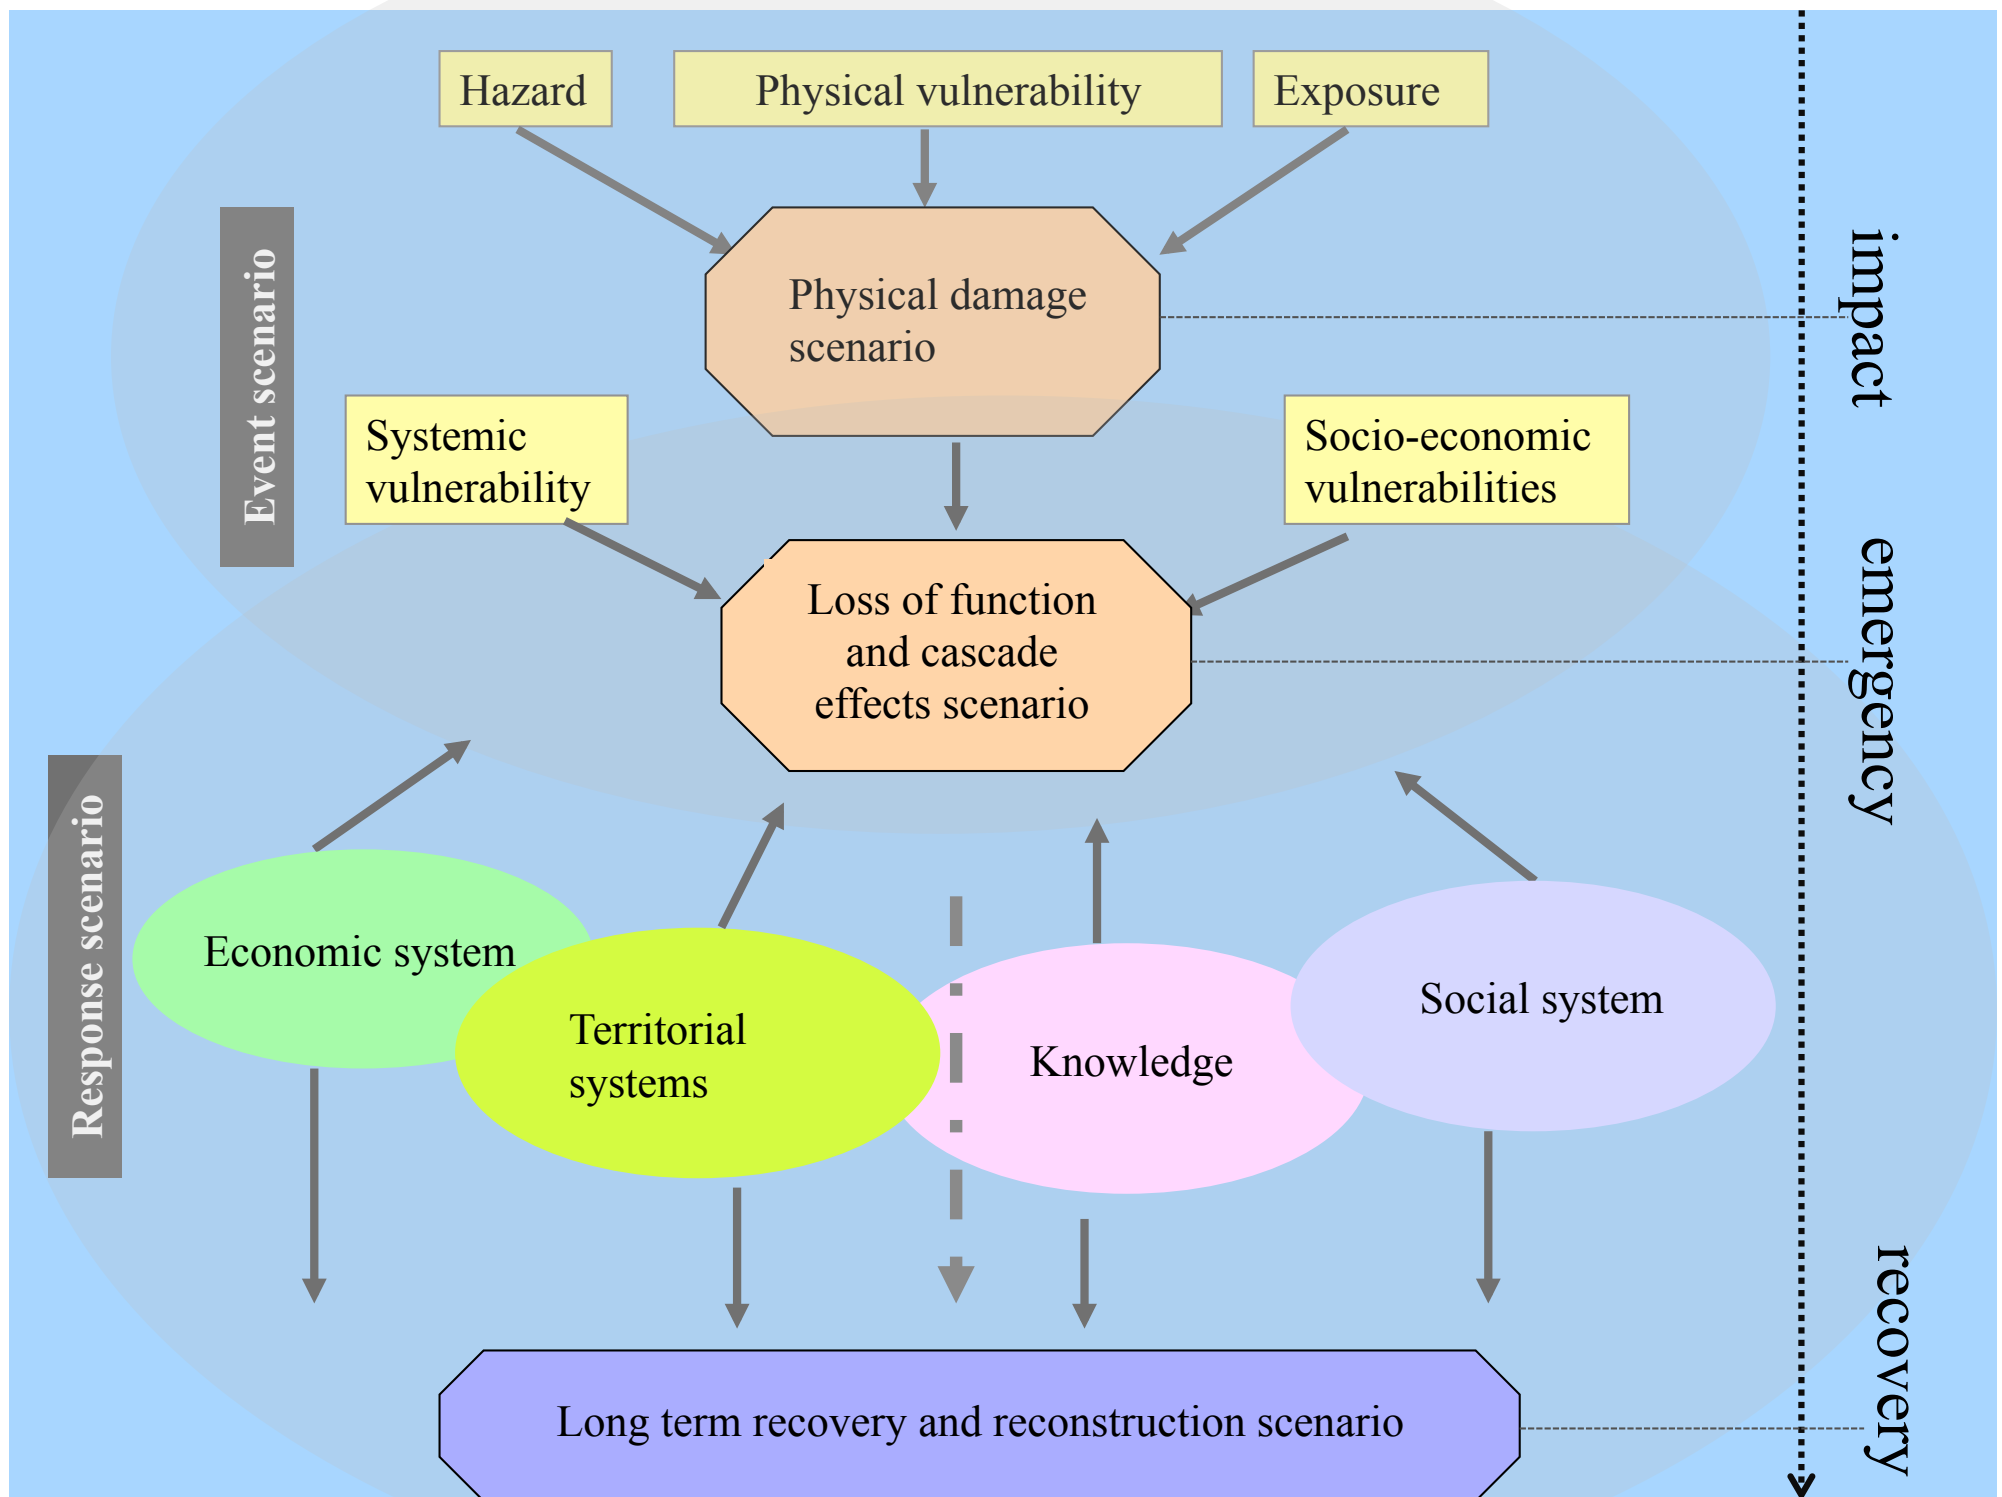 Hazard
Physical vulnerability
Exposure
Physical damage
scenario
impact
Event scenario
Systemic
vulnerability
Socio-economic
vulnerabilities
Loss of function
and cascade
effects scenario
emergency
Response scenario
Economic system
Territorial
systems
Knowledge
Social system
Long term recovery and reconstruction scenario
recovery